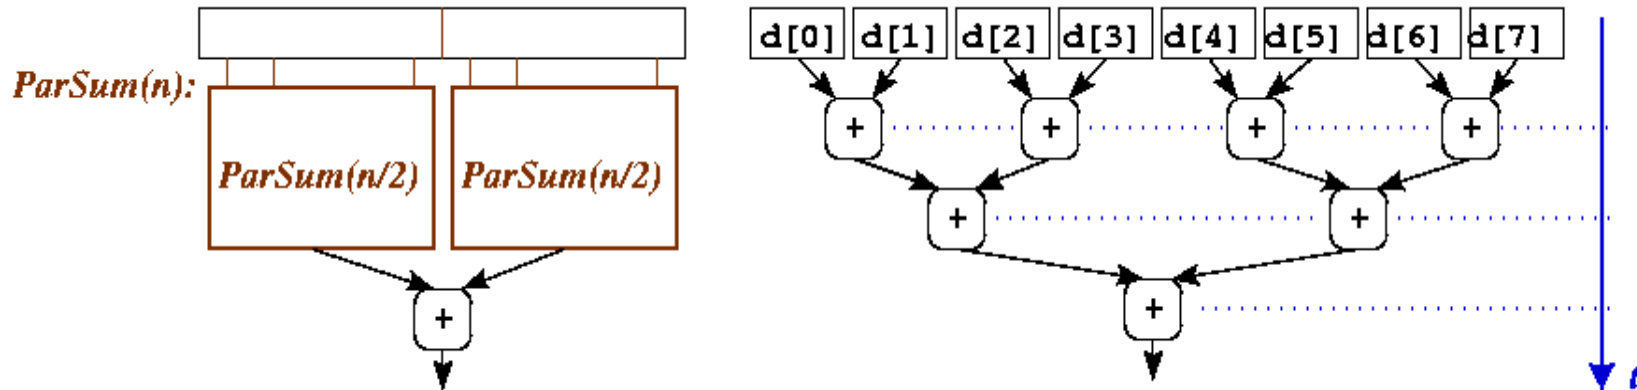 d[0] d[1] d[2] d[3] d[4] d[5] d[6] d[7]
ParSum(n):
+ + + +
ParSum(n/2) ParSum(n/2)
+ +
+ +